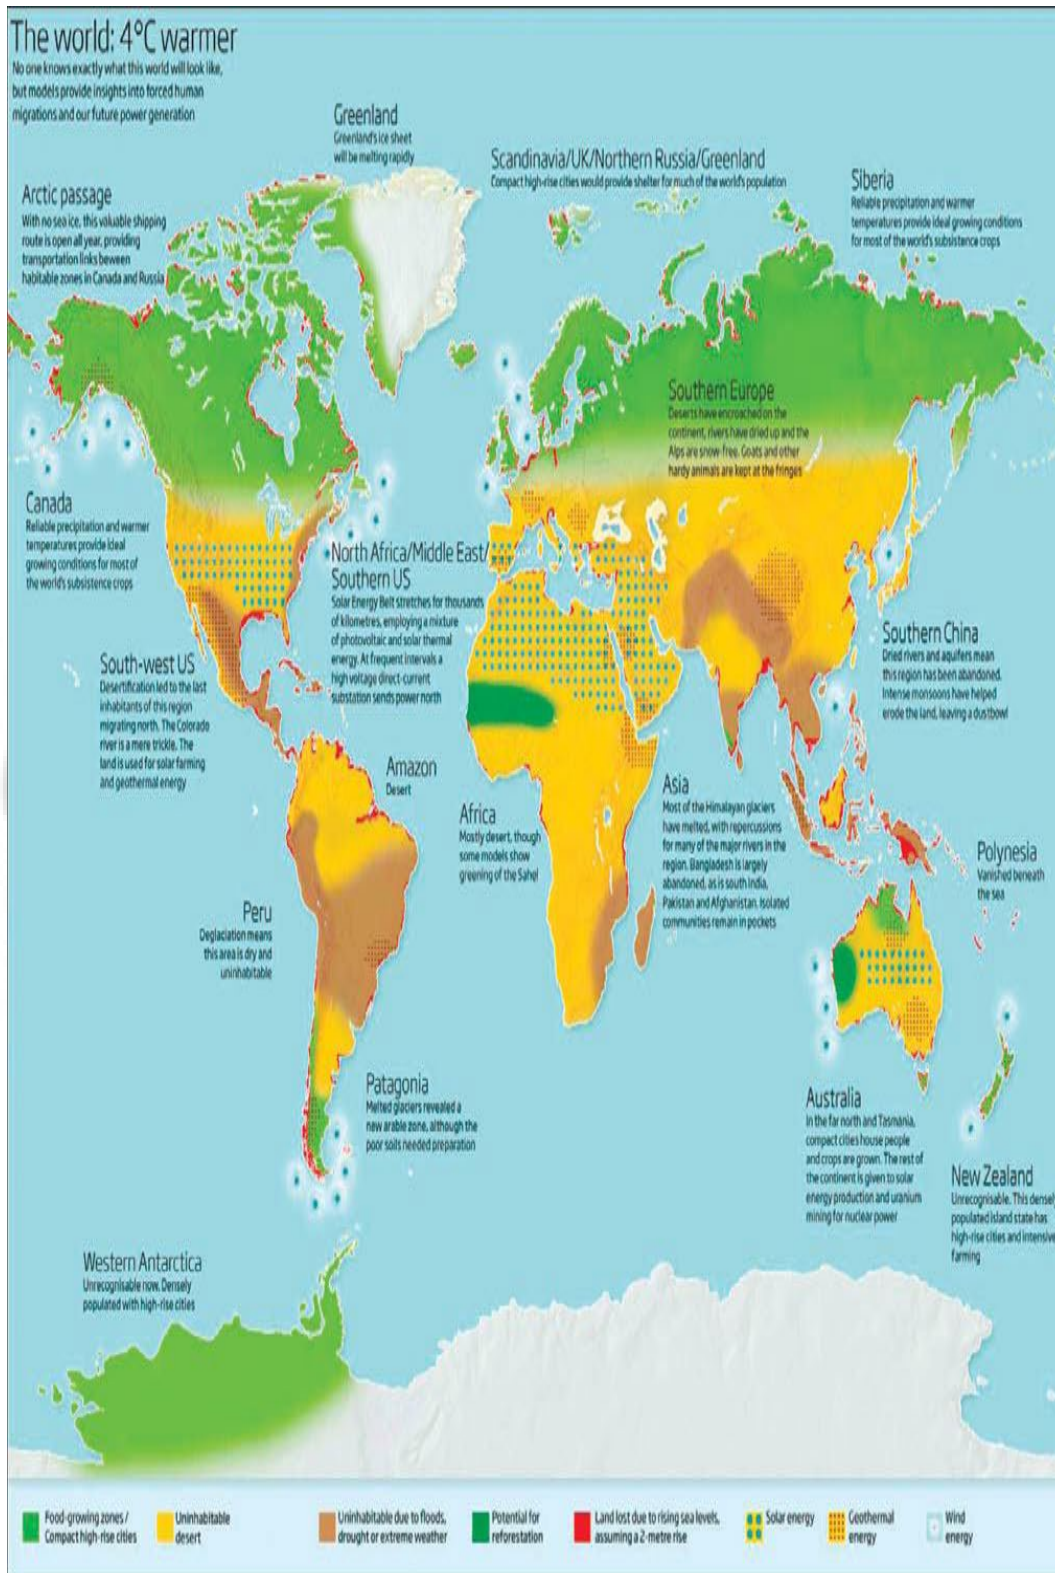 The world: 4°C warmer
No one knows exactly what this world will look like,
but models provide insights into forced human
migrations and our future power generation
Greenland
Greenland's ice sheet
will be melting rapidly
Scandinavia/UK/Northern Russia/Greenland
Compact high-rise cities would provide shelter for much of the world's population
Siberia
Reliable precipitation and warmer
temperatures provide ideal growing conditions
for most of the world's subsistence crops
Arctic passage
With no sea ice, this valuable shipping
route is open all year, providing
transportation links beween
habitable zones in Canada and Russia
Southern Europe
Deserts have encroached on the
continent, rivers have dried up and the
Alps are snow-free. Goats and other
hardy animals are kept at the fringes
Canada
Reliable precipitation and warmer
temperatures provide ideal
growing conditions for most of
the world's subsistence crops
North Africa/Middle East/
Southern US
Solar Energy Belt stretches for thousands
of kilometres, employing a mixture
of photovoltaic and solar thermal
energy. At frequent intervals a
high voltage direct-current
substation sends power north
South-west US
Desertification led to the last
inhabitants of this region
migrating north. The Colorado
river is a mere trickle. The
land is used for solar farming
and geothermal energy
Southern China
Dried rivers and aquifers mean
this region has been abandoned.
Intense monsoons have helped
erode the land, leaving a dustbowl
Amazon
Desert
Africa
Mostly desert, though
some models show
greening of the Sahel
Asia
Most of the Himalayan glaciers
have melted, with repercussions
for many of the major rivers in the
region. Bangladesh is largely
abandoned, as is south India,
Pakistan and Afghanistan. Isolated
communities remain in pockets
Polynesia
Vanished beneath
the sea
Peru
Deglaciation means
this area is dry and
uninhabitable
Patagonia
Melted glaciers revealed a
new arable zone, although the
poor soils needed preparation
Australia
In the far north and Tasmania,
compact cities house people
and crops are grown. The rest of
the continent is given to solar
energy production and uranium
mining for nuclear power
New Zealand
Unrecognisable. This densel
populated island state has
high-rise cities and intensive
farming
Western Antarctica
Unrecognisable now. Densely
populated with high-rise cities
Food-growing zones /
Compact high-rise cities
Uninhabitable
desert
Uninhabitable due to floods,
drought or extreme weather
Potential for
reforestation
Land lost due to rising sea levels,
assuming a 2-metre rise
Solar energy
Geothermal
energy
Wind
energy